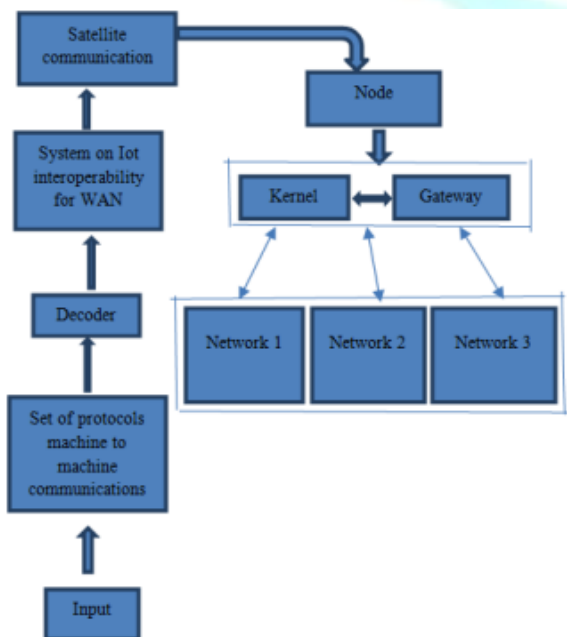 Satellite
communication
Node
System on Iot
interoperability
for WAN
Kernel
Gateway
Decoder
Network 1
Network 2
Network 3
Set of protocols
machine to
machine
communications
Input